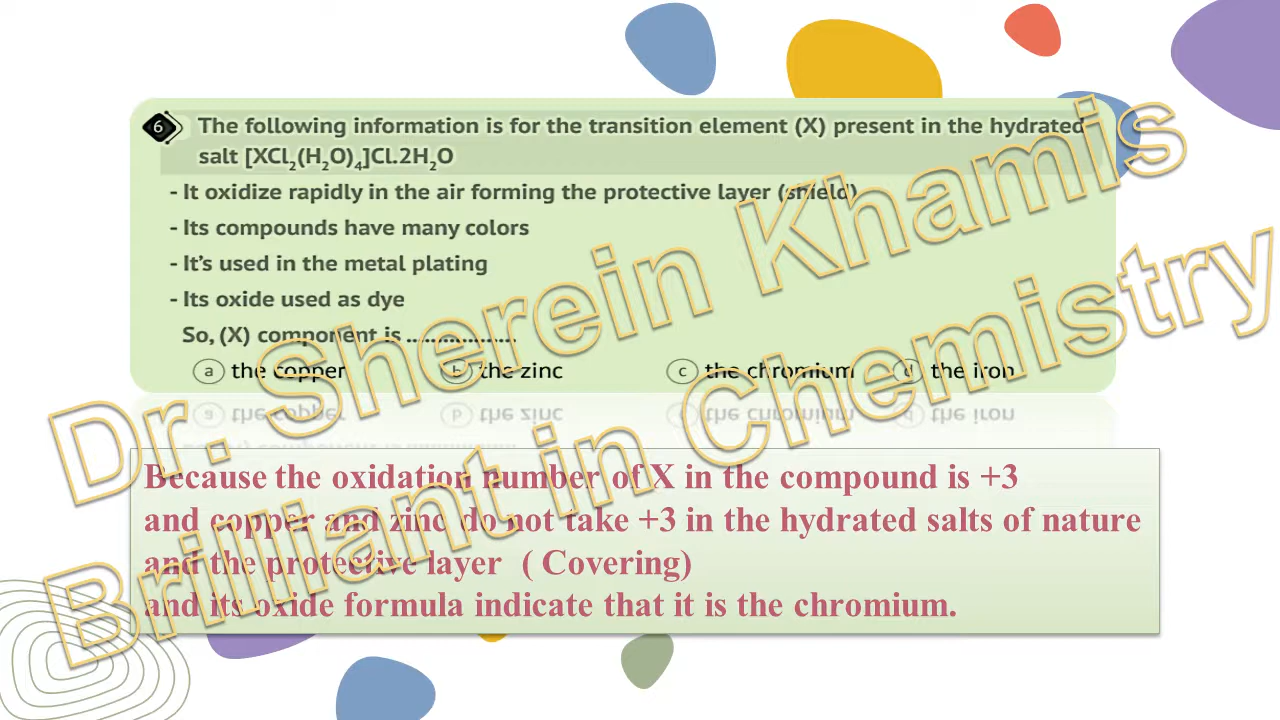 6 The following information is for the transition element (X) present in the hydrated
salt [XCl2(H2O)4]Cl.2H2O
- It oxidize rapidly in the air forming the protective layer (shield)
- Its compounds have many colors
- It's used in the metal plating
- Its oxide used as dye
So, (X) component is ..................
a the copper b the zinc c the chromium d the iron
Because the oxidation number of X in the compound is +3
and copper and zinc do not take +3 in the hydrated salts of nature
and the protective layer ( Covering)
and its oxide formula indicate that it is the chromium.
Dr. Sherein Khamis
Brilliant in Chemistry